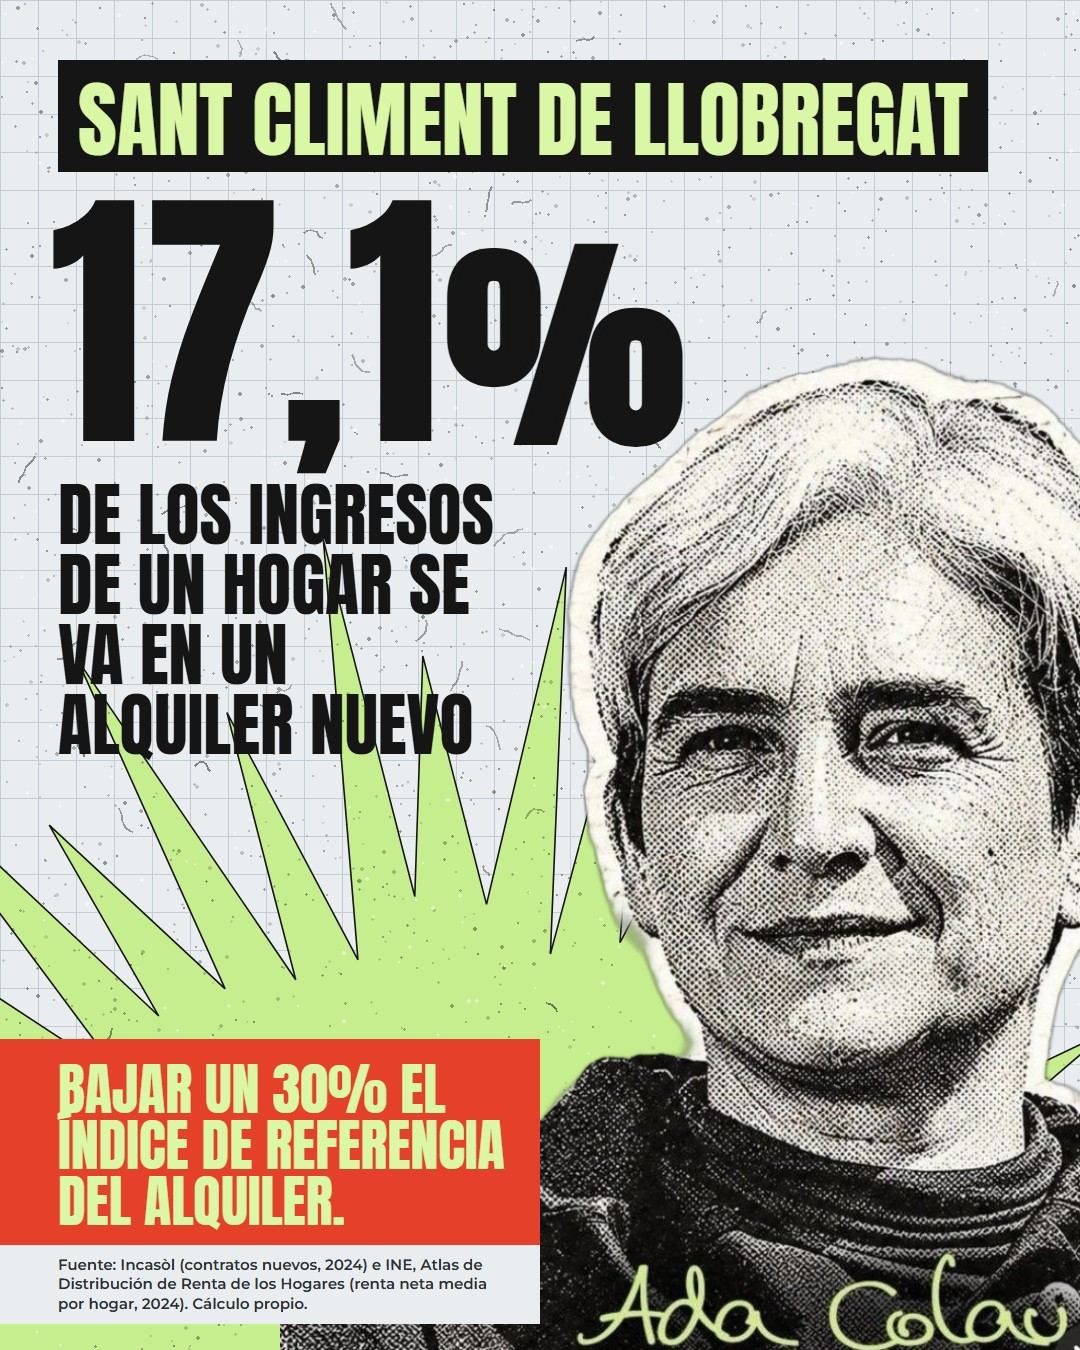 SANT CLIMENT DE LLOBREGAT
17,1%
DE LOS INGRESOS
DE UN HOGAR SE
VA EN UN
ALQUILER NUEVO
BAJAR UN 30% EL
ÍNDICE DE REFERENCIA
DEL ALQUILER.
Fuente: Incasòl (contratos nuevos, 2024) e INE, Atlas de
Distribución de Renta de los Hogares (renta neta media
por hogar, 2024). Cálculo propio.
Ada Colau